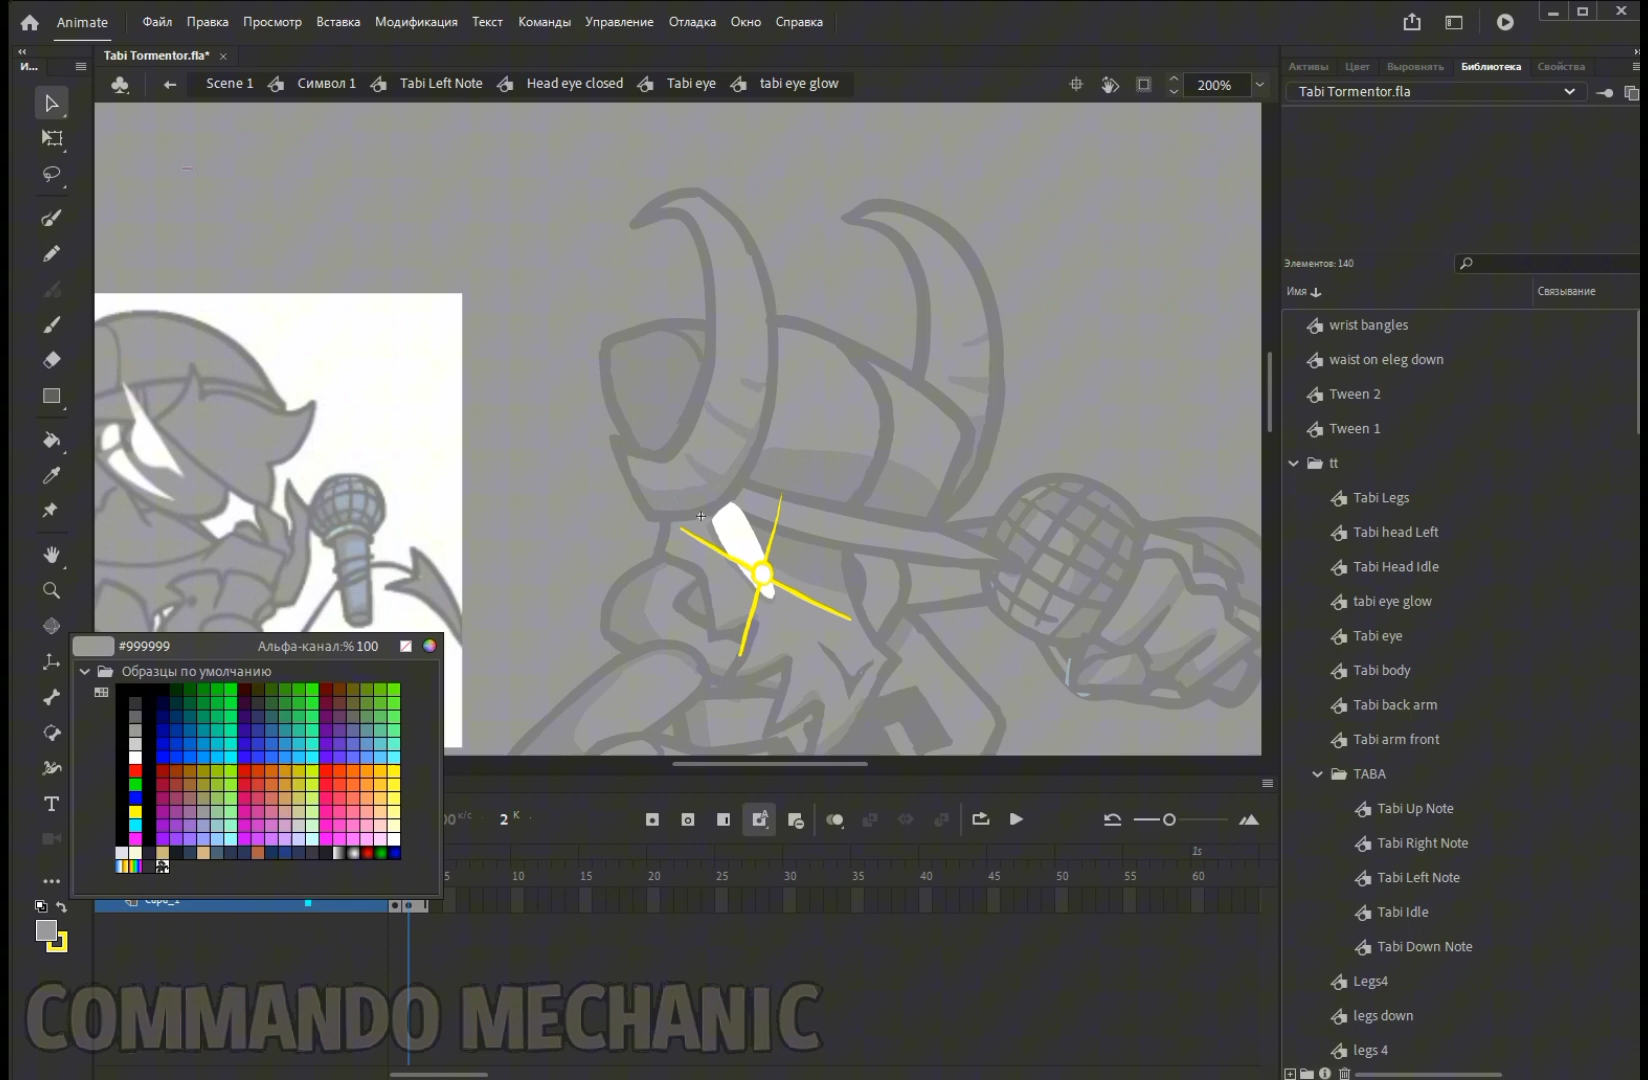 Animate Файл Правка Просмотр Вставка Модификация Текст Команды Управление Отладка Окно Справка
И... Tabi Tormentor.fla* Активы Цвет Выровнять Библиотека Свойства
Scene 1 Символ 1 Tabi Left Note Head eye closed Tabi eye tabi eye glow 200% Tabi Tormentor.fla
Элементов: 140
Имя Связывание
wrist bangles
waist on eleg down
Tween 2
Tween 1
tt
Tabi Legs
Tabi head Left
Tabi Head Idle
tabi eye glow
Tabi eye
Tabi body
Tabi back arm
Tabi arm front
TABA
Tabi Up Note
Tabi Right Note
Tabi Left Note
Tabi Idle
Tabi Down Note
Legs4
legs down
legs 4
#999999 Альфа-канал:% 100
Образцы по умолчанию
к/с 2 К
1s
5 10 15 20 25 30 35 40 45 50 55 60
T
COMMANDO MECHANIC